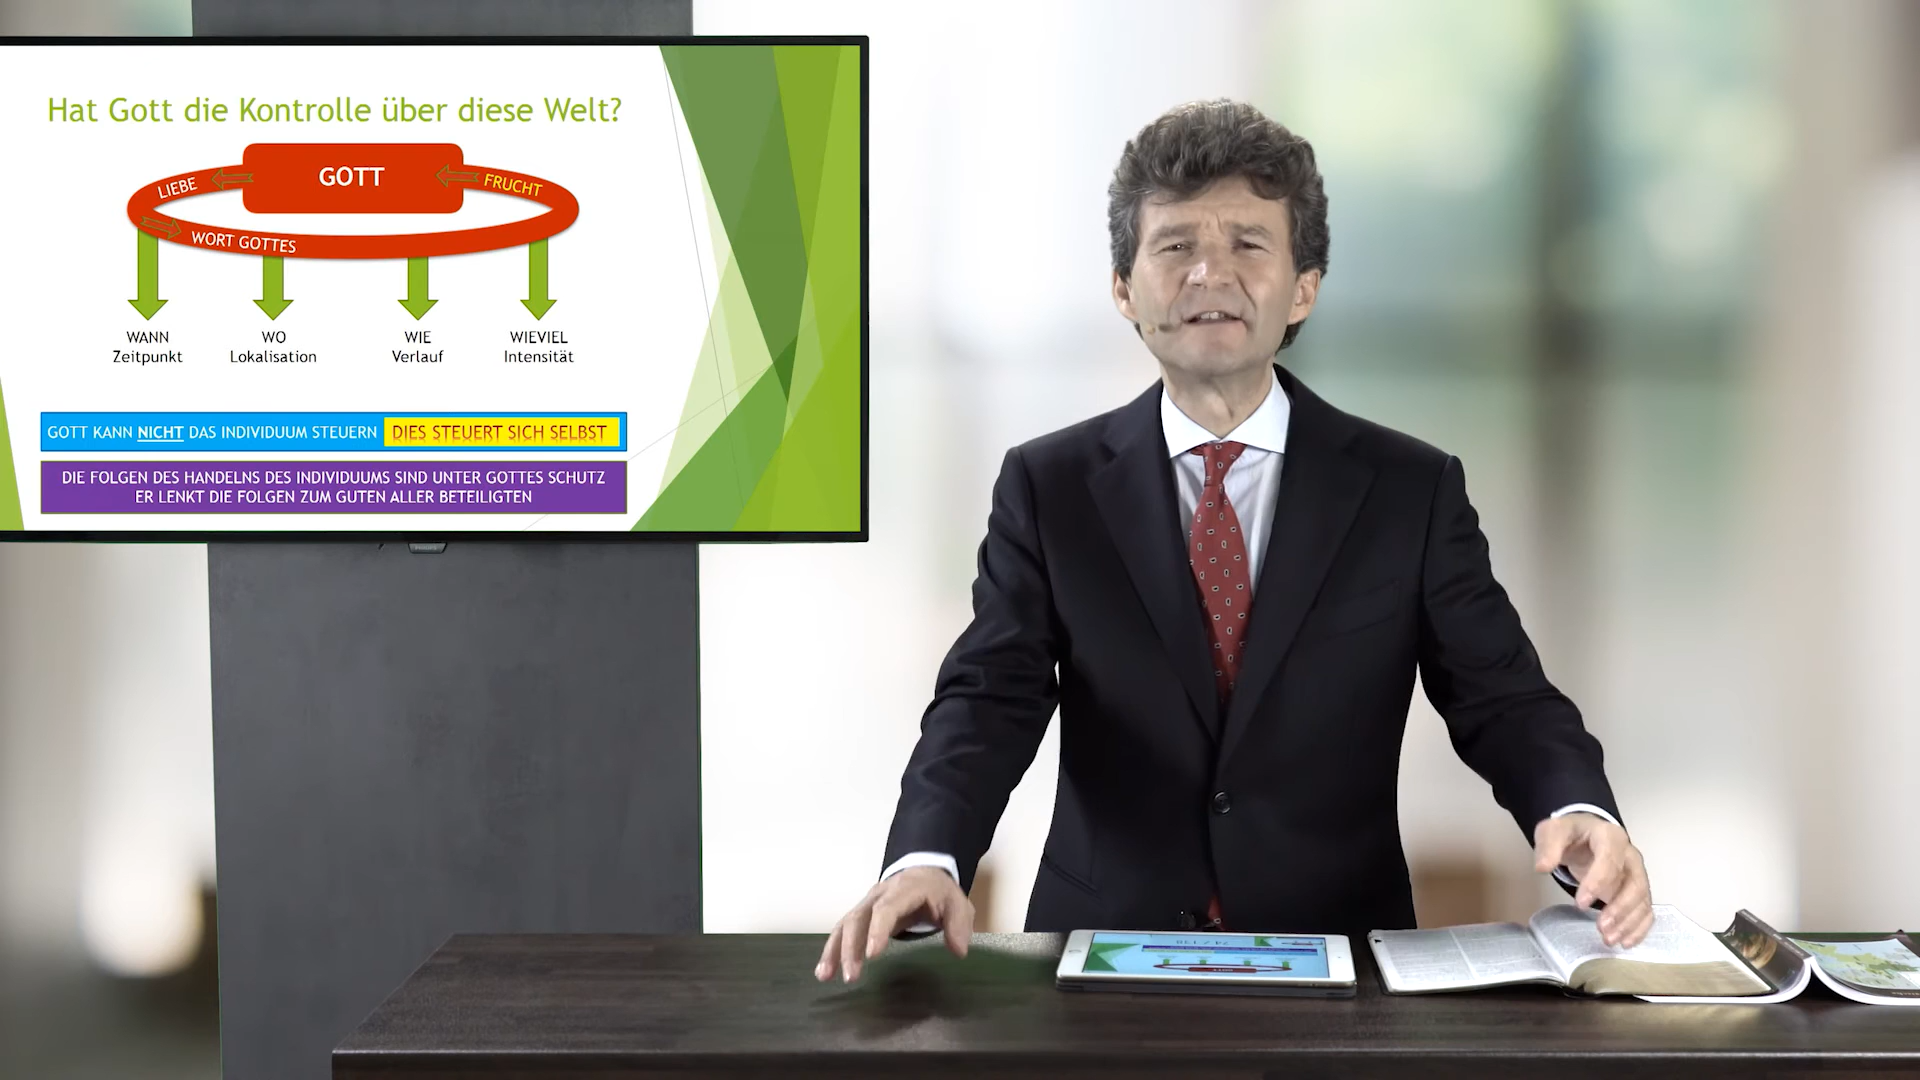 Hat Gott die Kontrolle über diese Welt?
GOTT
LIEBE
FRUCHT
WORT GOTTES
WANN
Zeitpunkt
WO
Lokalisation
WIE
Verlauf
WIEVIEL
Intensität
GOTT KANN NICHT DAS INDIVIDUUM STEUERN DIES STEUERT SICH SELBST
DIE FOLGEN DES HANDELNS DES INDIVIDUUMS SIND UNTER GOTTES SCHUTZ
ER LENKT DIE FOLGEN ZUM GUTEN ALLER BETEILIGTEN
PHILIPS